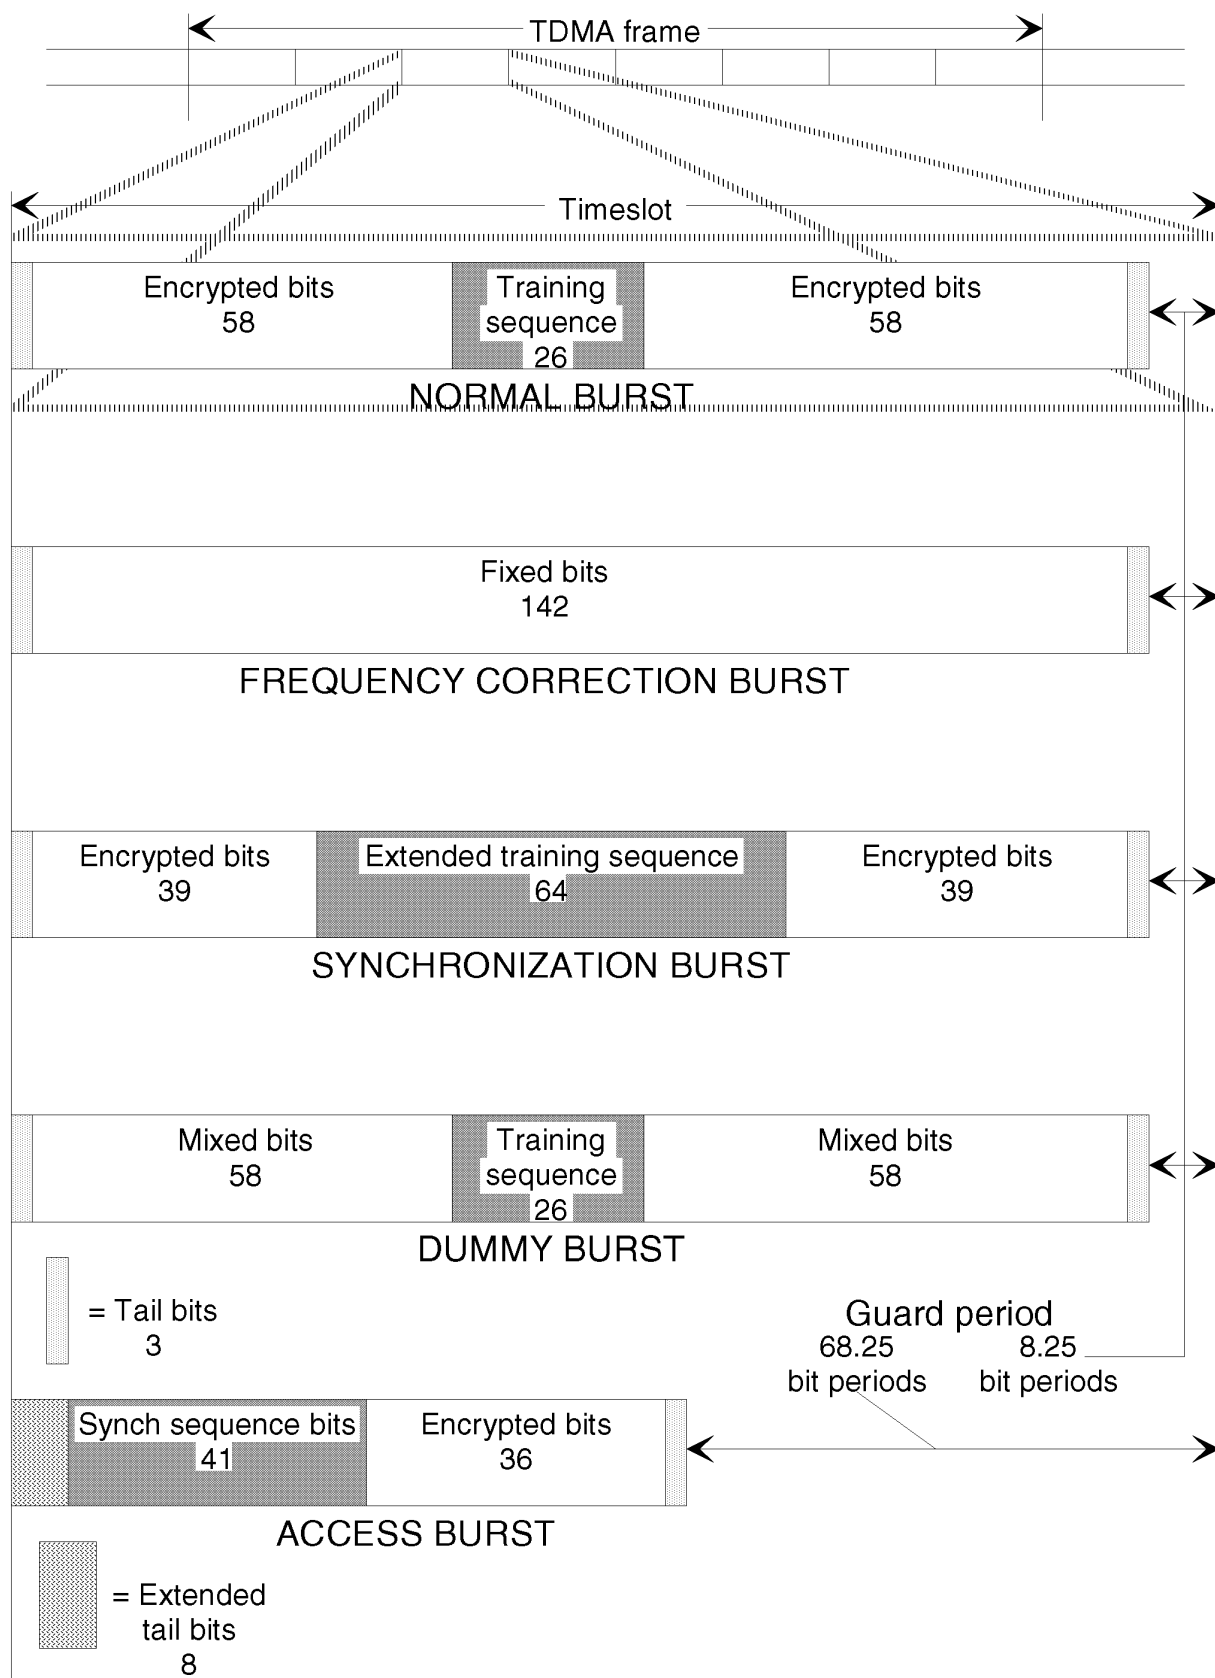 TDMA frame
Timeslot
Encrypted bits
58
Training
sequence
26
Encrypted bits
58
NORMAL BURST
Fixed bits
142
FREQUENCY CORRECTION BURST
Encrypted bits
39
Extended training sequence
64
Encrypted bits
39
SYNCHRONIZATION BURST
Mixed bits
58
Training
sequence
26
Mixed bits
58
DUMMY BURST
= Tail bits
3
Guard period
68.25
bit periods
8.25
bit periods
Synch sequence bits
41
Encrypted bits
36
ACCESS BURST
= Extended
tail bits
8